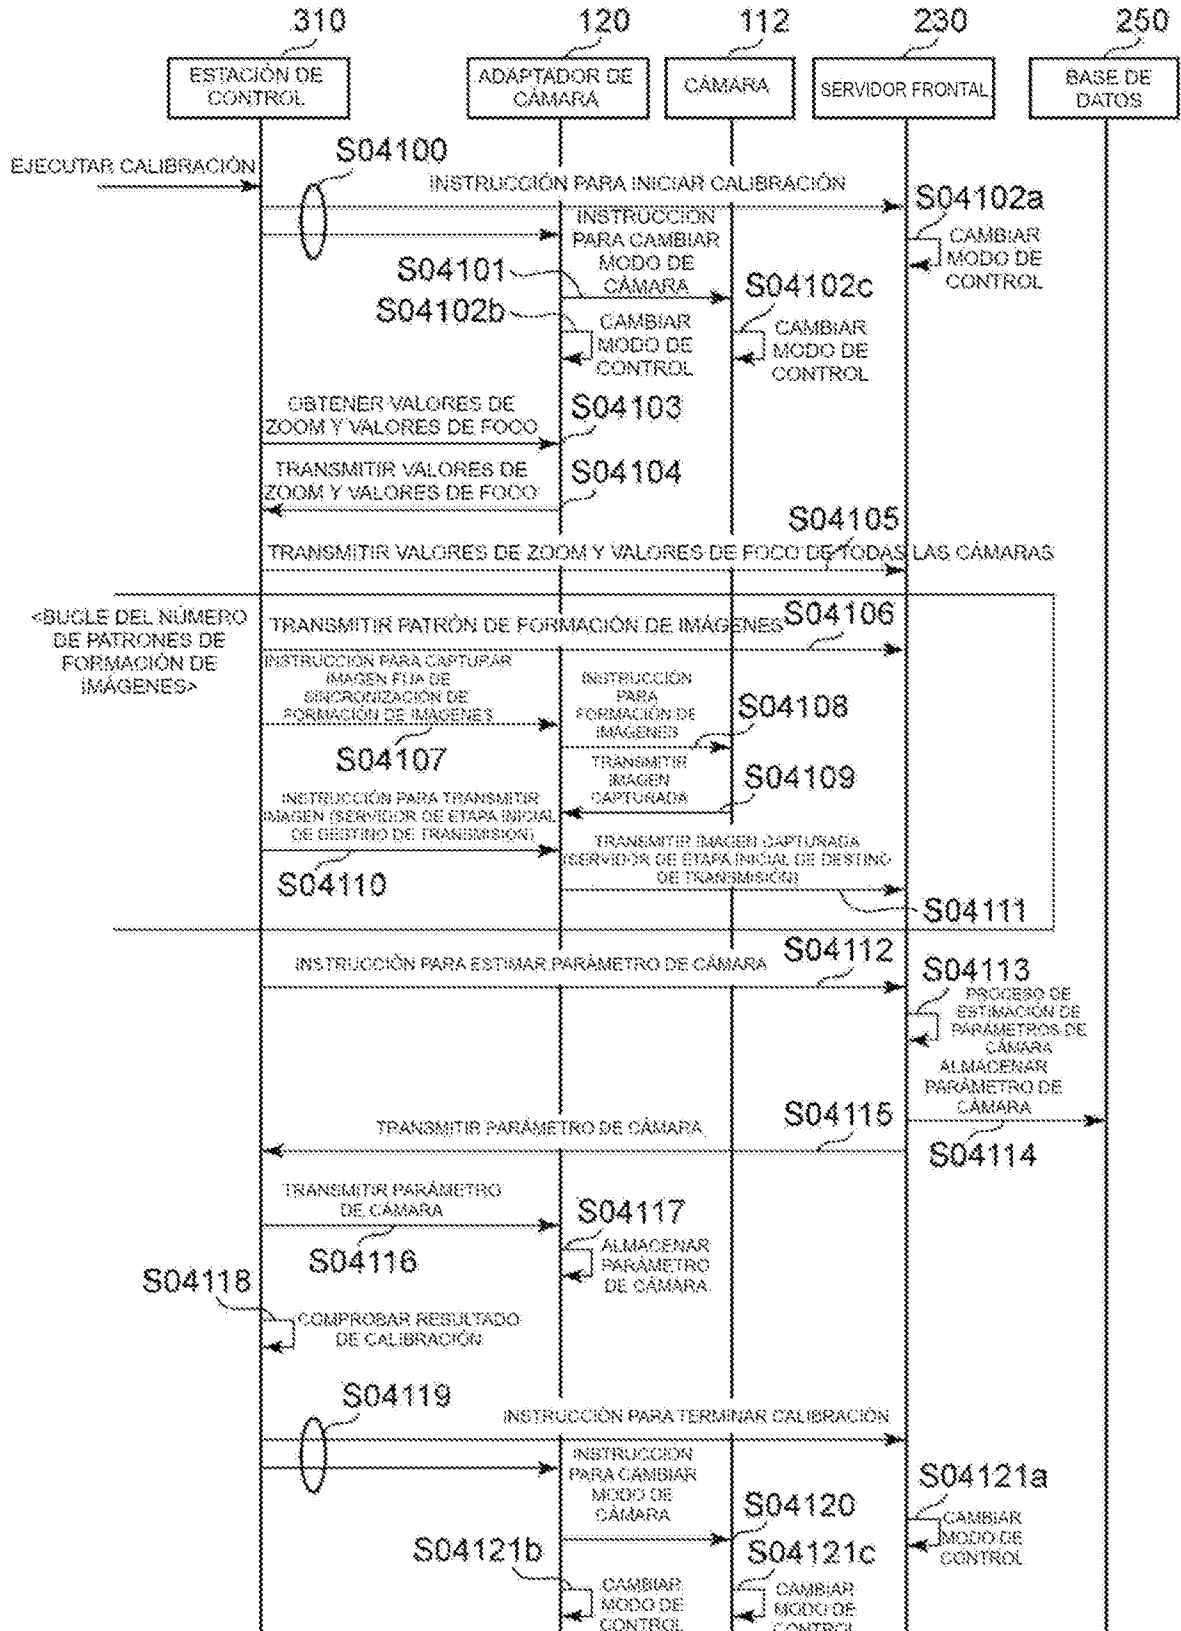 310
120
112
230
250
ESTACIÓN DE
CONTROL
ADAPTADOR DE
CÁMARA
CÁMARA
SERVIDOR FRONTAL
BASE DE
DATOS
EJECUTAR CALIBRACIÓN
S04100
INSTRUCCIÓN PARA INICIAR CALIBRACIÓN
S04102a
CAMBIAR
MODO DE
CONTROL
INSTRUCCIÓN
PARA CAMBIAR
MODO DE
CÁMARA
S04101
S04102b
CAMBIAR
MODO DE
CONTROL
S04102c
CAMBIAR
MODO DE
CONTROL
OBTENER VALORES DE
ZOOM Y VALORES DE FOCO
S04103
TRANSMITIR VALORES DE
ZOOM Y VALORES DE FOCO
S04104
S04105
TRANSMITIR VALORES DE ZOOM Y VALORES DE FOCO DE TODAS LAS CÁMARAS
<BUCLE DEL NÚMERO
DE PATRONES DE
FORMACIÓN DE
IMÁGENES>
TRANSMITIR PATRÓN DE FORMACIÓN DE IMÁGENES
S04106
INSTRUCCIÓN PARA CAPTURAR
IMAGEN FIJA DE
SINCRONIZACIÓN DE
FORMACIÓN DE IMÁGENES
S04107
INSTRUCCIÓN
PARA
FORMACIÓN DE
IMÁGENES
S04108
TRANSMITIR
IMAGEN
CAPTURADA
S04109
INSTRUCCIÓN PARA TRANSMITIR
IMAGEN (SERVIDOR DE ETAPA INICIAL
DE DESTINO DE TRANSMISIÓN)
S04110
TRANSMITIR IMAGEN CAPTURADA
(SERVIDOR DE ETAPA INICIAL DE DESTINO
DE TRANSMISIÓN)
S04111
INSTRUCCIÓN PARA ESTIMAR PARÁMETRO DE CÁMARA
S04112
S04113
PROCESO DE
ESTIMACIÓN DE
PARÁMETROS DE
CÁMARA
ALMACENAR
PARÁMETRO DE
CÁMARA
S04114
TRANSMITIR PARÁMETRO DE CÁMARA
S04115
TRANSMITIR PARÁMETRO
DE CÁMARA
S04116
S04117
ALMACENAR
PARÁMETRO
DE CÁMARA
S04118
COMPROBAR RESULTADO
DE CALIBRACIÓN
S04119
INSTRUCCIÓN PARA TERMINAR CALIBRACIÓN
INSTRUCCIÓN
PARA CAMBIAR
MODO DE
CÁMARA
S04120
S04121a
CAMBIAR
MODO DE
CONTROL
S04121b
CAMBIAR
MODO DE
CONTROL
S04121c
CAMBIAR
MODO DE
CONTROL